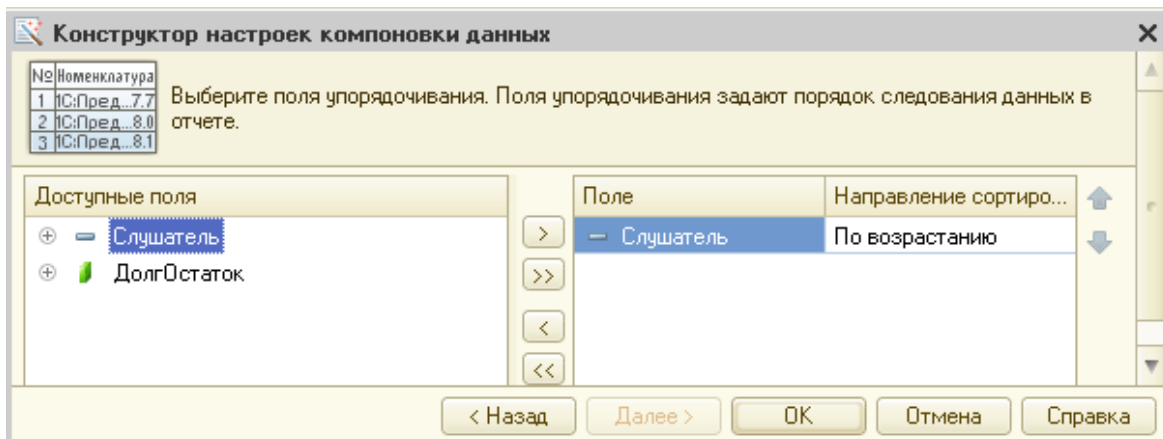 Конструктор настроек компоновки данных
№ Номенклатура
1 1С:Пред...7.7
2 1С:Пред...8.0
3 1С:Пред...8.1
Выберите поля упорядочивания. Поля упорядочивания задают порядок следования данных в
отчете.
Доступные поля
Поле Направление сортиро...
Слушатель
> Слушатель По возрастанию
ДолгОстаток
>>
<
<<
< Назад Далее > OK Отмена Справка